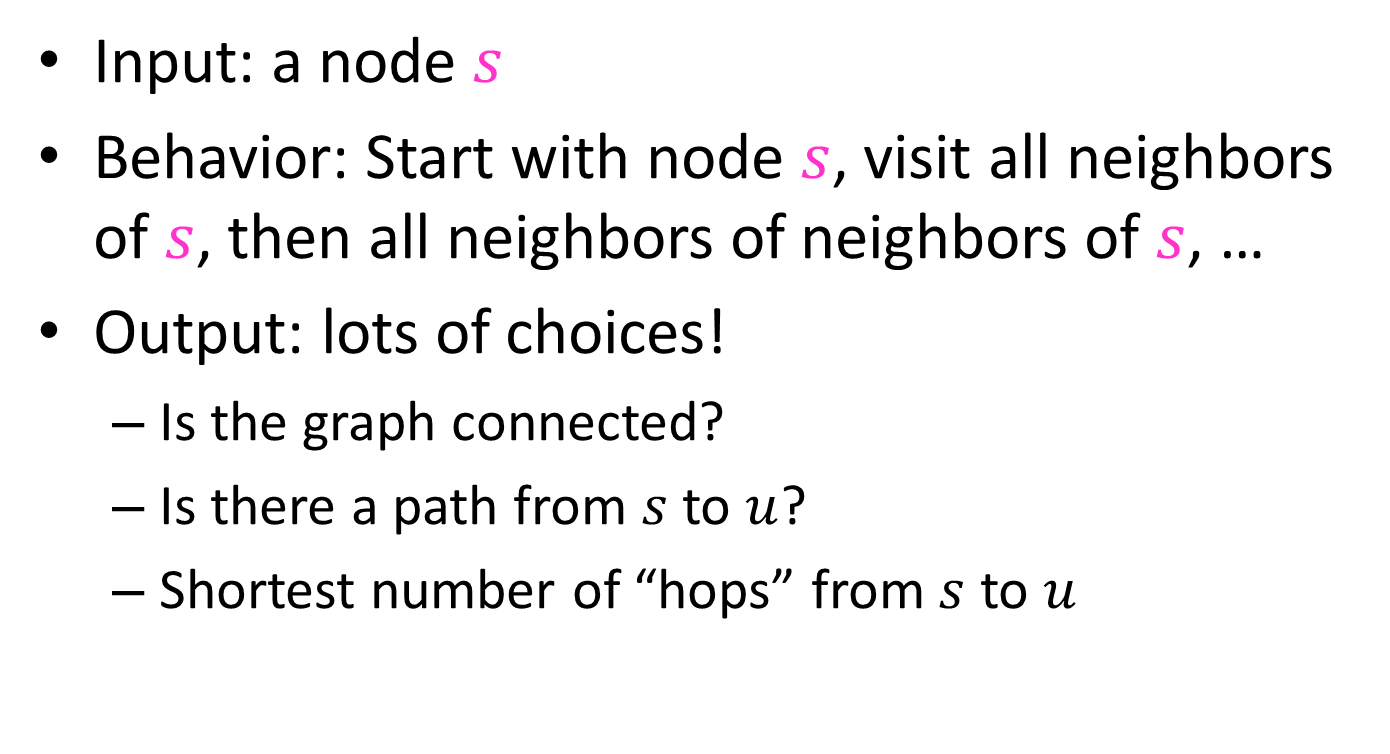 • Input: a node s
• Behavior: Start with node s, visit all neighbors
of s, then all neighbors of neighbors of s, …
• Output: lots of choices!
– Is the graph connected?
– Is there a path from s to u?
– Shortest number of “hops” from s to u